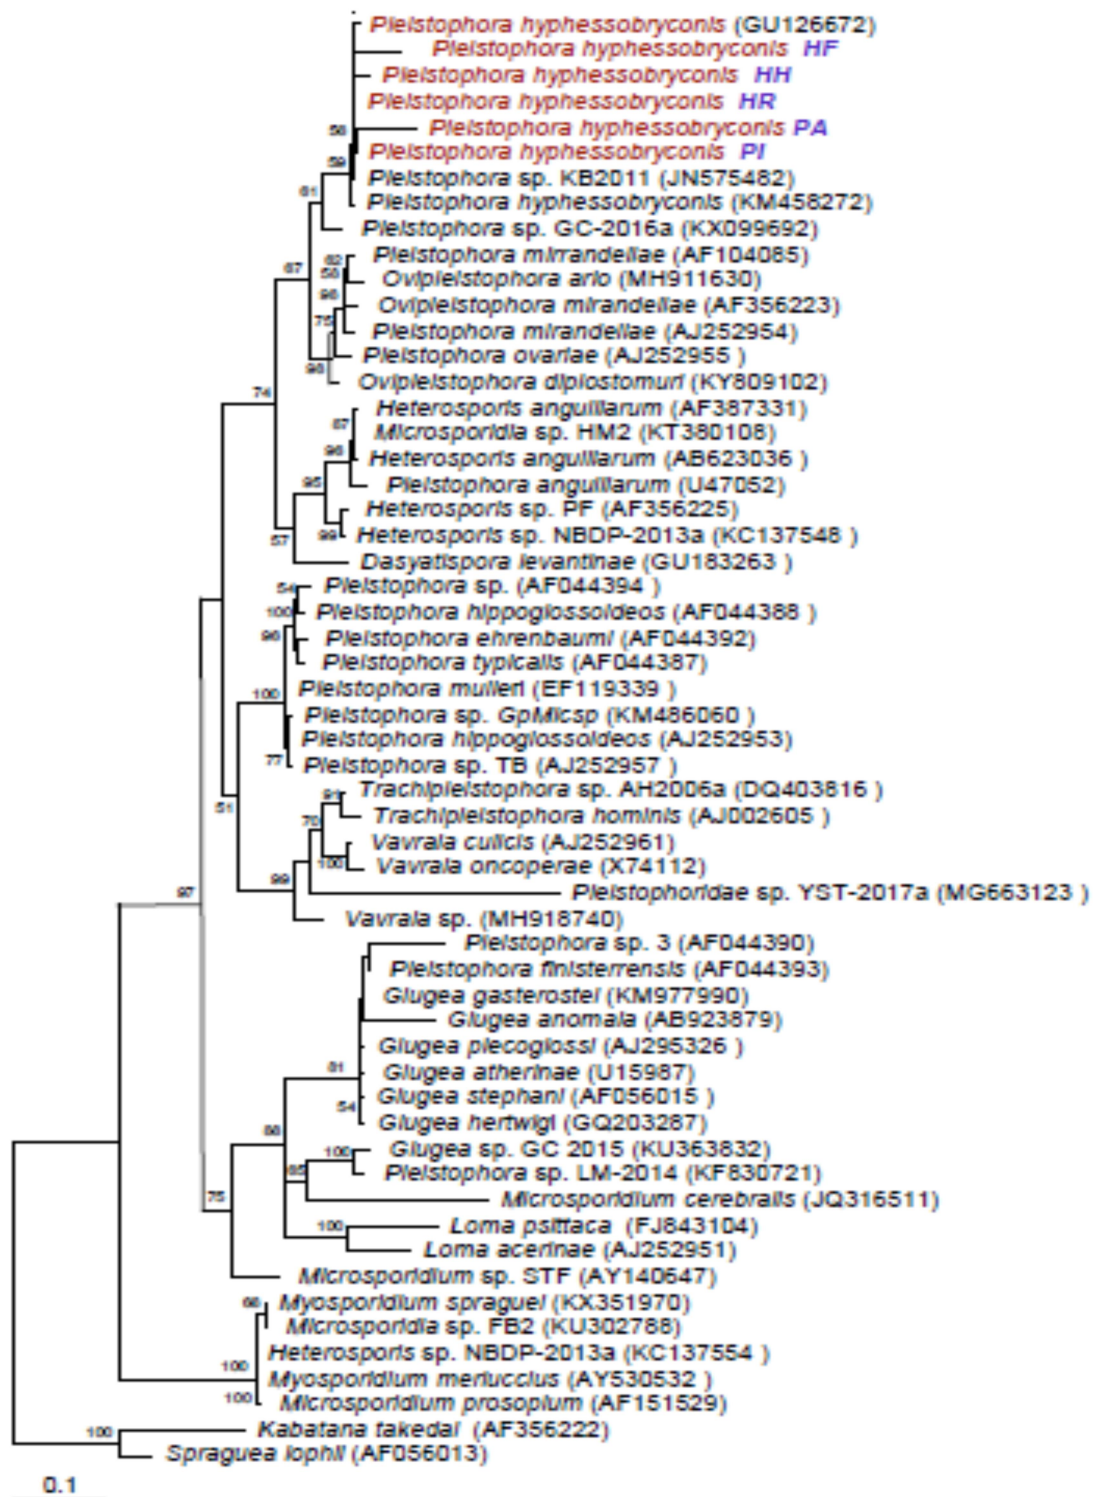 Pleistophora hyphessobryconis (GU126672)
Pleistophora hyphessobryconis HF
Pleistophora hyphessobryconis HH
Pleistophora hyphessobryconis HR
58
Pleistophora hyphessobryconis PA
Pleistophora hyphessobryconis PI
59
Pleistophora sp. KB2011 (JN575482)
61
Pleistophora hyphessobryconis (KM458272)
Pleistophora sp. GC-2016a (KX099692)
Pleistophora mirrandellae (AF104085)
62
67
58
Ovipleistophora arlo (MH911630)
96
Ovipleistophora mirandellae (AF356223)
75
Pleistophora mirandellae (AJ252954)
Pleistophora ovariae (AJ252955 )
98
Ovipleistophora diplostomuri (KY809102)
74
Heterosporis anguillarum (AF387331)
67
Microsporidia sp. HM2 (KT380108)
96
Heterosporis anguillarum (AB623036 )
95
Pleistophora anguillarum (U47052)
Heterosporis sp. PF (AF356225)
99
Heterosporis sp. NBDP-2013a (KC137548 )
57
Dasyatispora levantinae (GU183263 )
54
Pleistophora sp. (AF044394 )
100
Pleistophora hippoglossoideos (AF044388 )
96
Pleistophora ehrenbaumi (AF044392)
Pleistophora typicalis (AF044387)
100
Pleistophora mulleri (EF119339 )
Pleistophora sp. GpMicsp (KM486060 )
Pleistophora hippoglossoideos (AJ252953)
77
Pleistophora sp. TB (AJ252957 )
91
Trachipleistophora sp. AH2006a (DQ403816 )
51
Trachipleistophora hominis (AJ002605 )
70
Vavraia culicis (AJ252961)
100
Vavraia oncoperae (X74112)
99
97
Pleistophoridae sp. YST-2017a (MG663123 )
Vavraia sp. (MH918740)
Pleistophora sp. 3 (AF044390)
Pleistophora finisterrensis (AF044393)
Glugea gasterostei (KM977990)
Glugea anomala (AB923879)
Glugea plecoglossi (AJ295326 )
81
Glugea atherinae (U15987)
Glugea stephani (AF056015 )
54
Glugea hertwigi (GQ203287)
88
Glugea sp. GC 2015 (KU363832)
100
65
Pleistophora sp. LM-2014 (KF830721)
75
Microsporidium cerebralis (JQ316511)
100
Loma psittaca (FJ843104)
Loma acerinae (AJ252951)
Microsporidium sp. STF (AY140647)
66
Myosporidium spraguei (KX351970)
Microsporidia sp. FB2 (KU302788)
Heterosporis sp. NBDP-2013a (KC137554 )
100
Myosporidium merluccius (AY530532 )
100
Microsporidium prosopium (AF151529)
100
Kabatana takedai (AF356222)
Spraguea lophii (AF056013)
0.1